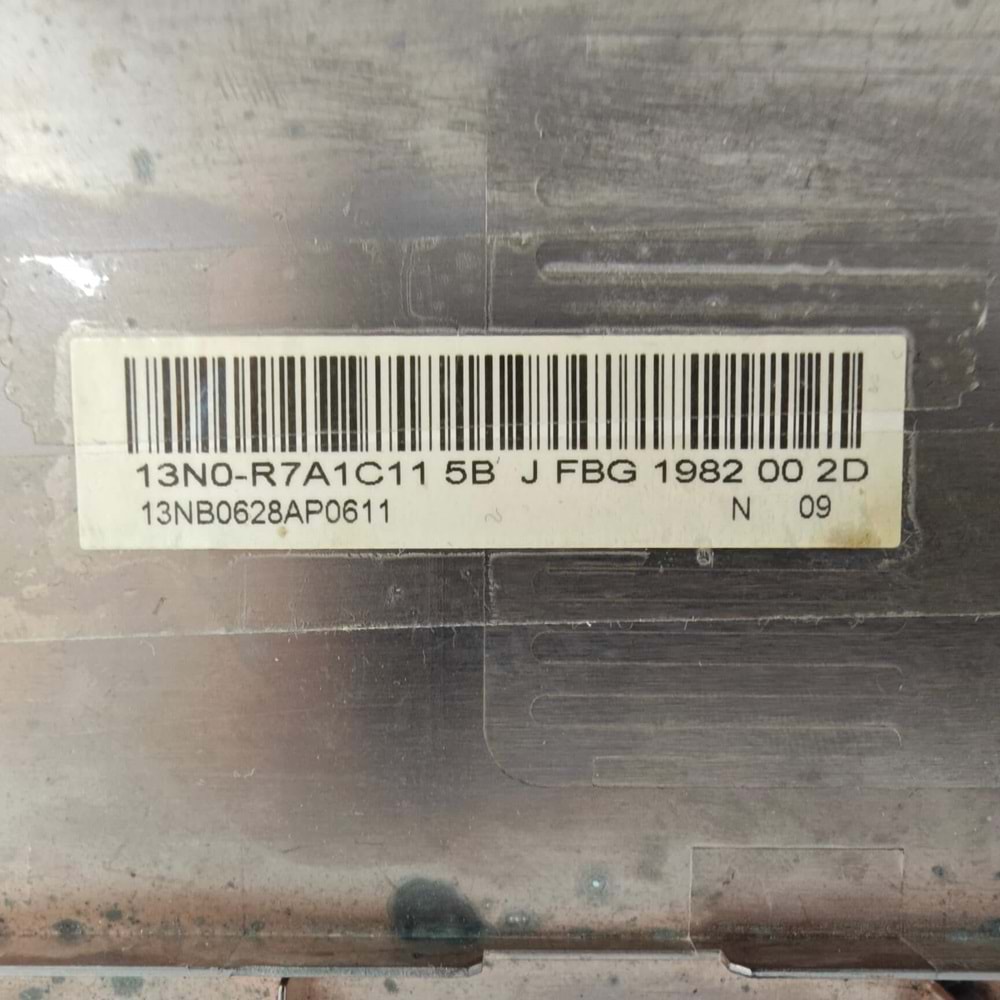 13N0-R7A1C11 5B J FBG 1982 00 2D
13NB0628AP0611 N 09